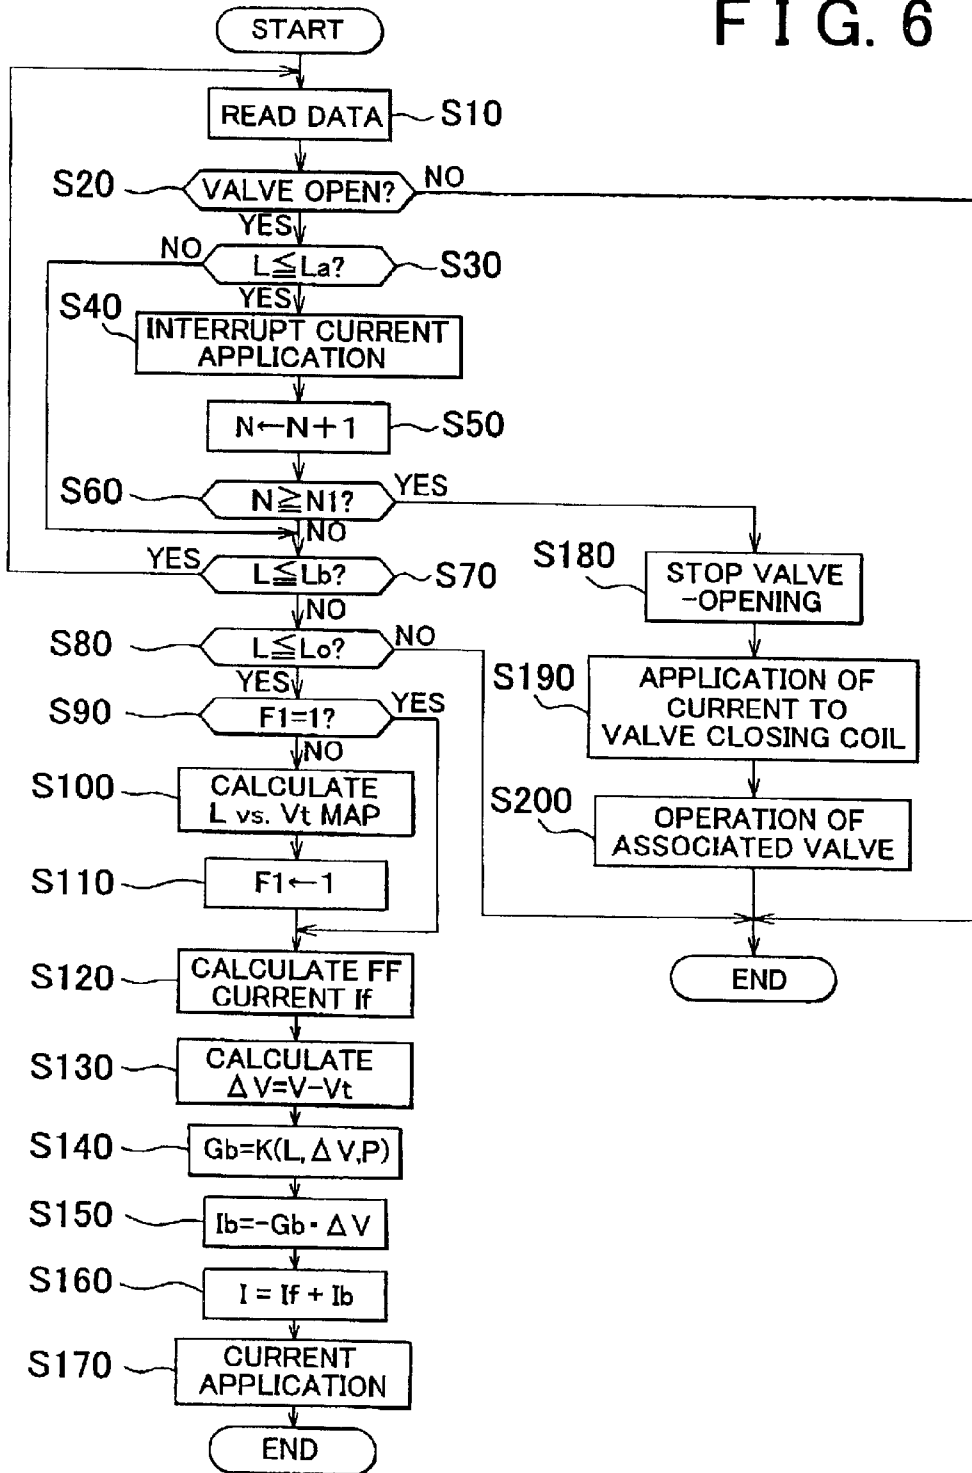 FIG. 6
START
READ DATA
S10
S20
VALVE OPEN?
NO
YES
NO
L≦La?
S30
YES
S40
INTERRUPT CURRENT
APPLICATION
N←N+1
S50
S60
N≧N1?
YES
NO
YES
L≦Lb?
S70
NO
S80
L≦Lo?
NO
YES
S90
F1=1?
YES
NO
S100
CALCULATE
L vs. Vt MAP
S110
F1←1
S120
CALCULATE FF
CURRENT If
S130
CALCULATE
ΔV=V-Vt
S140
Gb=K(L, ΔV,P)
S150
Ib=-Gb・ΔV
S160
I = If + Ib
S170
CURRENT
APPLICATION
END
S180
STOP VALVE
-OPENING
S190
APPLICATION OF
CURRENT TO
VALVE CLOSING COIL
S200
OPERATION OF
ASSOCIATED VALVE
END